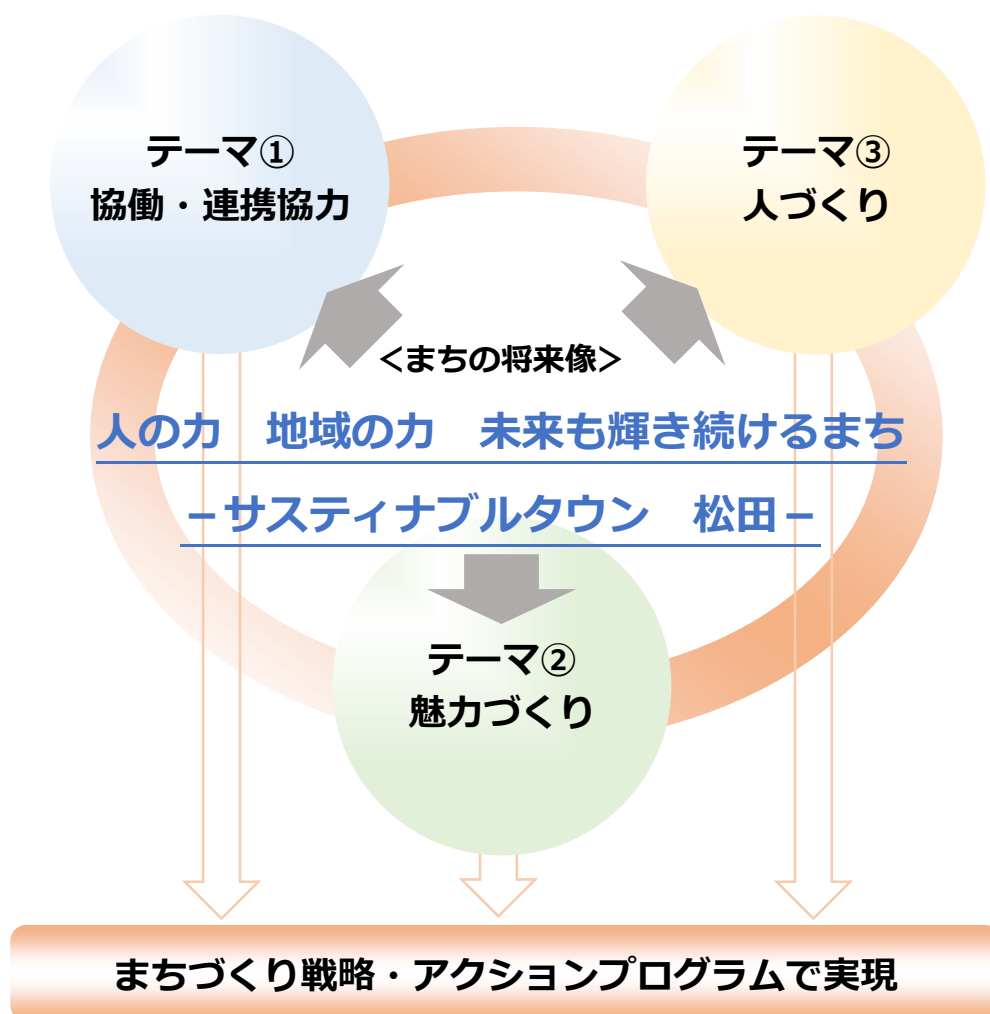 テーマ①
協働・連携協力
テーマ③
人づくり
＜まちの将来像＞
人の力　地域の力　未来も輝き続けるまち
－サスティナブルタウン　松田－
テーマ②
魅力づくり
まちづくり戦略・アクションプログラムで実現